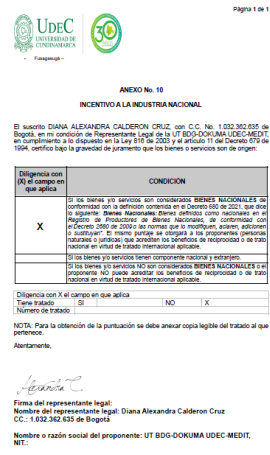 Página 1 de 1
UDEC
UNIVERSIDAD DE
CUNDINAMARCA
- Fusagasugá -
30
ANEXO No. 10
INCENTIVO A LA INDUSTRIA NACIONAL
El suscrito DIANA ALEXANDRA CALDERON CRUZ, con C.C. No. 1.032.362.635 de
Bogotá, en mi condición de Representante Legal de la UT BDG-DOKUMA UDEC-MEDIT,
en cumplimiento a lo dispuesto en la Ley 816 de 2003 y el artículo 11 del Decreto 679 de
1994, certifico bajo la gravedad de juramento que los bienes o servicios son de origen:
Diligencia con
(X) el campo en
que aplica
CONDICIÓN
X
Si los bienes y/o servicios son considerados BIENES NACIONALES de
conformidad con la definición contenida en el Decreto 680 de 2021, que dice
lo siguiente: Bienes Nacionales:Bienes definidos como nacionales en el
Registro de Productores de Bienes Nacionales, de conformidad con
el Decreto 2680 de 2009 o las normas que lo modifiquen, aclaren, adicionen
o sustituyan". El mismo puntaje se otorgará a los proponentes (personas
naturales o jurídicas) que acrediten los beneficios de reciprocidad o de trato
nacional en virtud de tratado internacional aplicable.
Si los bienes y/o servicios tienen componente nacional y extranjero.
Si los bienes y/o servicios NO son considerados BIENES NACIONALES o el
proponente NO puede acreditar los beneficios de reciprocidad o de trato
nacional en virtud de tratado internacional aplicable.
Diligencia con X el campo en que aplica
Tiene tratado SI NO X
Número de tratado
NOTA: Para la obtención de la puntuación se debe anexar copia legible del tratado al que
pertenece.
Atentamente,
Alexandra C.
Firma del representante legal:
Nombre del representante legal: Diana Alexandra Calderon Cruz
CC.: 1.032.362.635 de Bogotá
Nombre o razón social del proponente: UT BDG-DOKUMA UDEC-MEDIT,
NIT.: